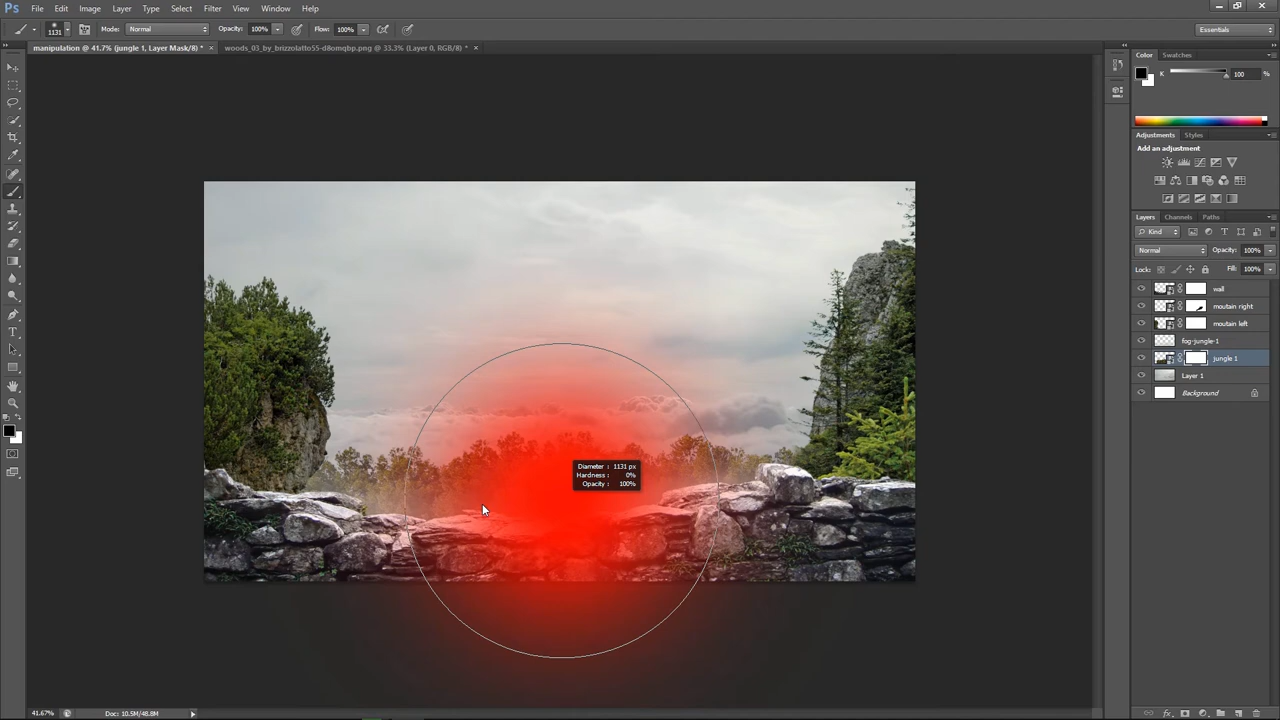 Ps File Edit Image Layer Type Select Filter View Window Help
1131 Mode: Normal Opacity: 100% Flow: 100% Essentials
manipulation @ 41.7% (jungle 1, Layer Mask/8) * × woods_03_by_brizzolatto55-d8omqbp.png @ 33.3% (Layer 0, RGB/8) * ×
Color Swatches
K 100 %
Adjustments Styles
Add an adjustment
Layers Channels Paths
Kind
Normal Opacity: 100%
Lock: Fill: 100%
wall
moutain right
moutain left
fog-jungle-1
jungle 1
Layer 1
Background
Diameter : 1131 px
Hardness : 0%
Opacity : 100%
41.67% Doc: 10.5M/48.8M